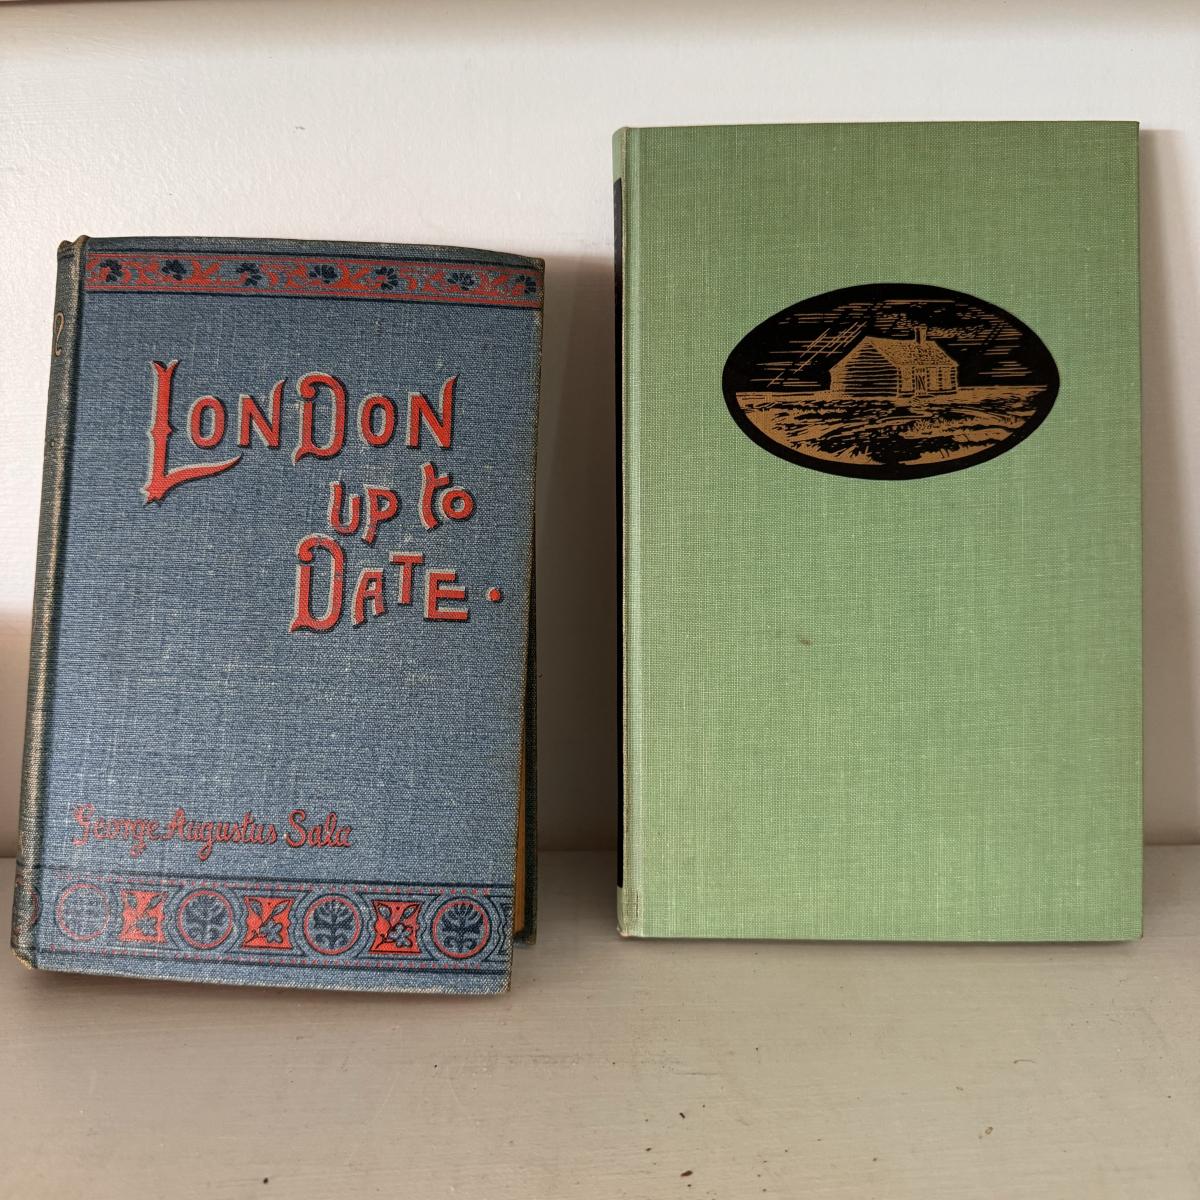 LONDON
UP to
DATE.
George Augustus Sala